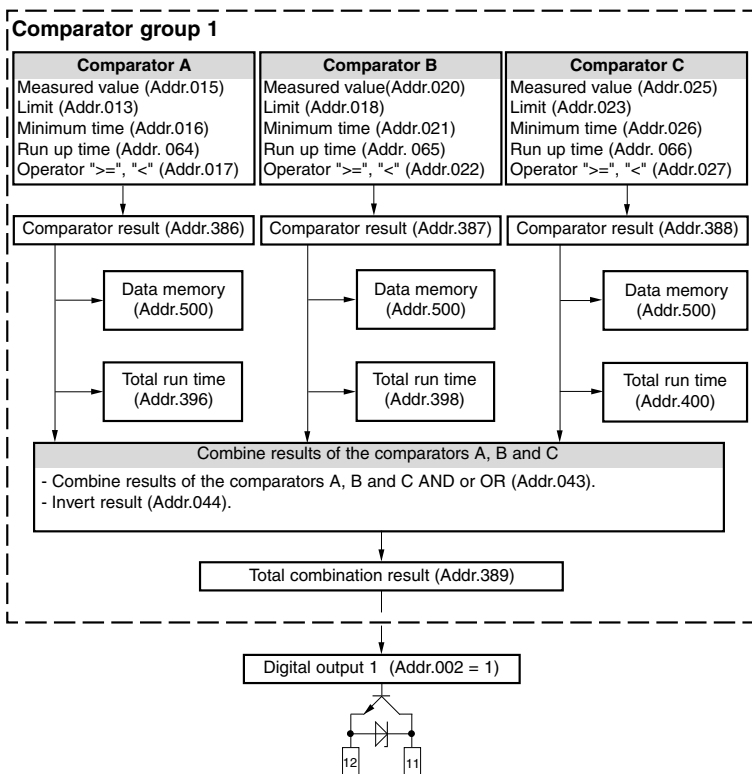 Comparator group 1
Comparator A
Measured value (Addr.015)
Limit (Addr.013)
Minimum time (Addr.016)
Run up time (Addr. 064)
Operator ">=", "<" (Addr.017)
Comparator result (Addr.386)
Data memory
(Addr.500)
Total run time
(Addr.396)
Comparator B
Measured value(Addr.020)
Limit (Addr.018)
Minimum time (Addr.021)
Run up time (Addr. 065)
Operator ">=", "<" (Addr.022)
Comparator result (Addr.387)
Data memory
(Addr.500)
Total run time
(Addr.398)
Comparator C
Measured value (Addr.025)
Limit (Addr.023)
Minimum time (Addr.026)
Run up time (Addr. 066)
Operator ">=", "<" (Addr.027)
Comparator result (Addr.388)
Data memory
(Addr.500)
Total run time
(Addr.400)
Combine results of the comparators A, B and C
- Combine results of the comparators A, B and C AND or OR (Addr.043).
- Invert result (Addr.044).
Total combination result (Addr.389)
Digital output 1 (Addr.002 = 1)
12
11